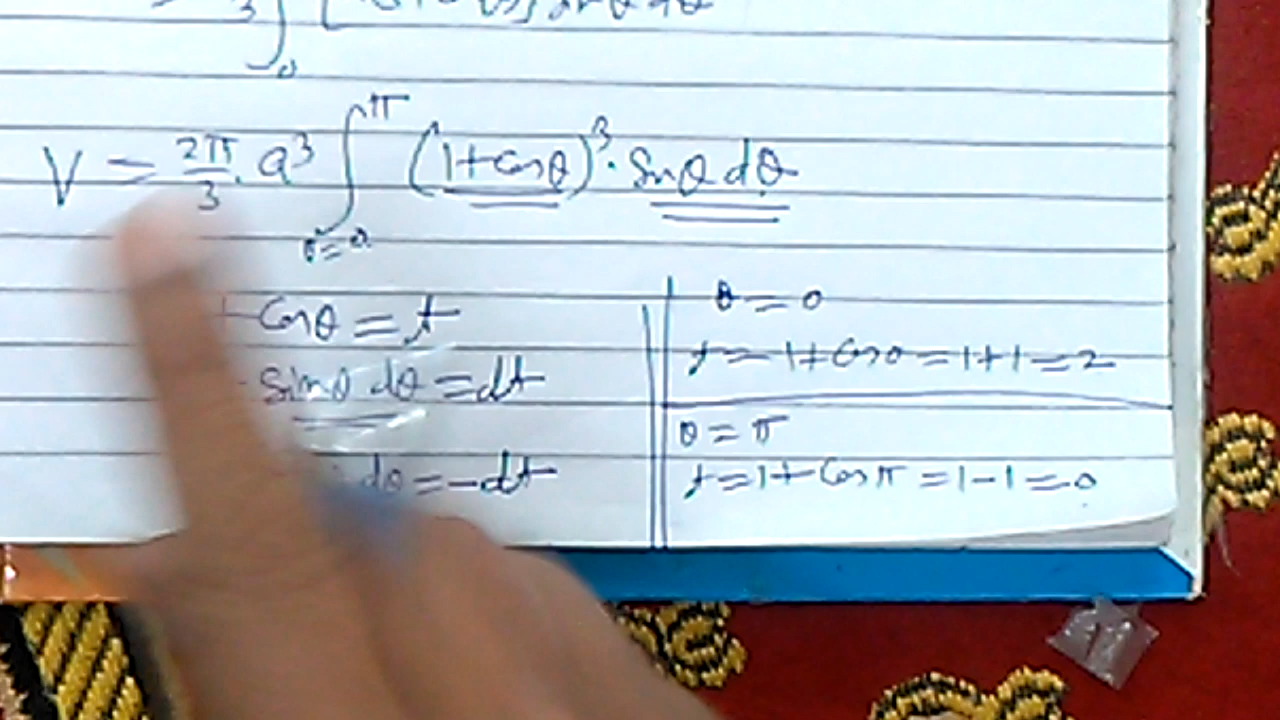 V = 2π/3 . a³ ∫_{θ=0}^{π} (1+cosθ)³ . sinθ dθ
cosθ = t
- sinθ dθ = dt
dθ = -dt
θ = 0
t = 1+cos0 = 1+1 = 2
θ = π
t = 1+cosπ = 1-1 = 0